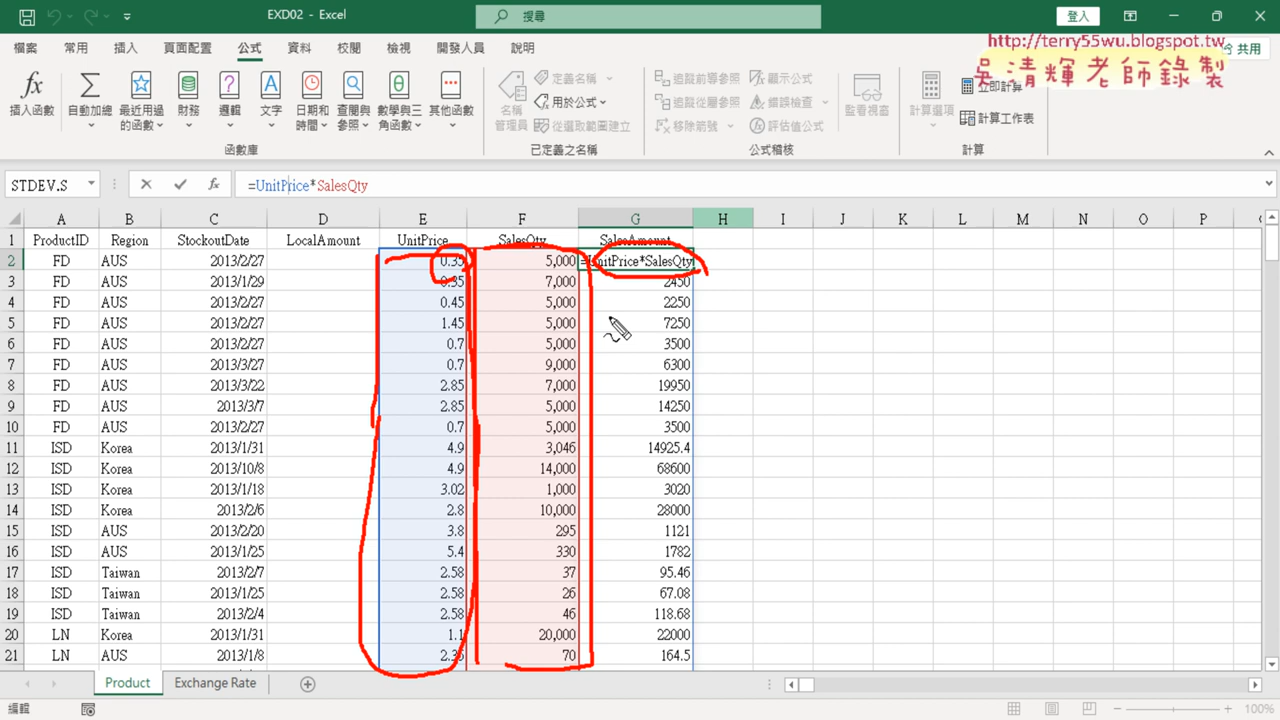 EXD02 - Excel
搜尋
登入
檔案 常用 插入 頁面配置 公式 資料 校閱 檢視 開發人員 說明
http://terry55wu.blogspot.tw
共用
吳清輝老師錄製
插入函數 自動加總 最近用過的函數 財務 邏輯 文字 日期和時間 查閱與參照 數學與三角函數 其他函數
名稱管理員 定義名稱 用於公式 從選取範圍建立
追蹤前導參照 追蹤從屬參照 移除箭號 顯示公式 錯誤檢查 評估值公式 監看視窗
計算選項 立即計算 計算工作表
函數庫 已定義之名稱 公式稽核 計算
STDEV.S =UnitPrice*SalesQty
A B C D E F G H I J K L M N O P
1 ProductID Region StockoutDate LocalAmount UnitPrice SalesQty SalesAmount
2 FD AUS 2013/2/27 0.35 5,000 =UnitPrice*SalesQty
3 FD AUS 2013/1/29 0.35 7,000 2450
4 FD AUS 2013/2/27 0.45 5,000 2250
5 FD AUS 2013/2/27 1.45 5,000 7250
6 FD AUS 2013/2/27 0.7 5,000 3500
7 FD AUS 2013/3/27 0.7 9,000 6300
8 FD AUS 2013/3/22 2.85 7,000 19950
9 FD AUS 2013/3/7 2.85 5,000 14250
10 FD AUS 2013/2/27 0.7 5,000 3500
11 ISD Korea 2013/1/31 4.9 3,046 14925.4
12 ISD Korea 2013/10/8 4.9 14,000 68600
13 ISD Korea 2013/1/18 3.02 1,000 3020
14 ISD Korea 2013/2/6 2.8 10,000 28000
15 ISD AUS 2013/2/20 3.8 295 1121
16 ISD AUS 2013/1/25 5.4 330 1782
17 ISD Taiwan 2013/2/7 2.58 37 95.46
18 ISD Taiwan 2013/1/25 2.58 26 67.08
19 ISD Taiwan 2013/2/4 2.58 46 118.68
20 LN Korea 2013/1/31 1.1 20,000 22000
21 LN AUS 2013/1/8 2.35 70 164.5
Product Exchange Rate
編輯 100%